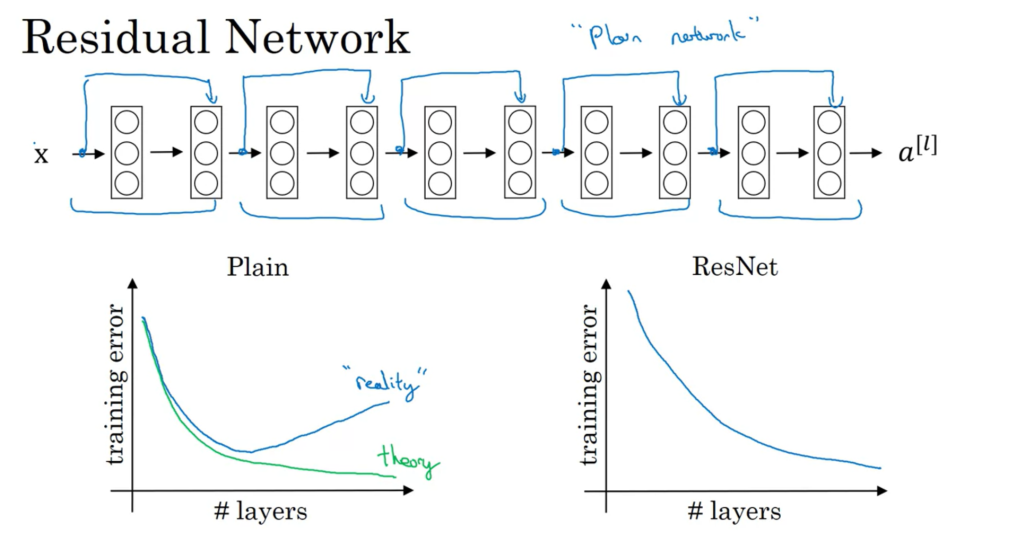 Residual Network
"Plain network"
x
a[l]
Plain
ResNet
training error
"reality"
theory
# layers
training error
# layers